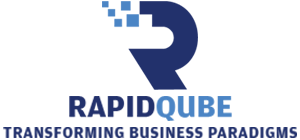 RAPIDQUBE
TRANSFORMING BUSINESS PARADIGMS